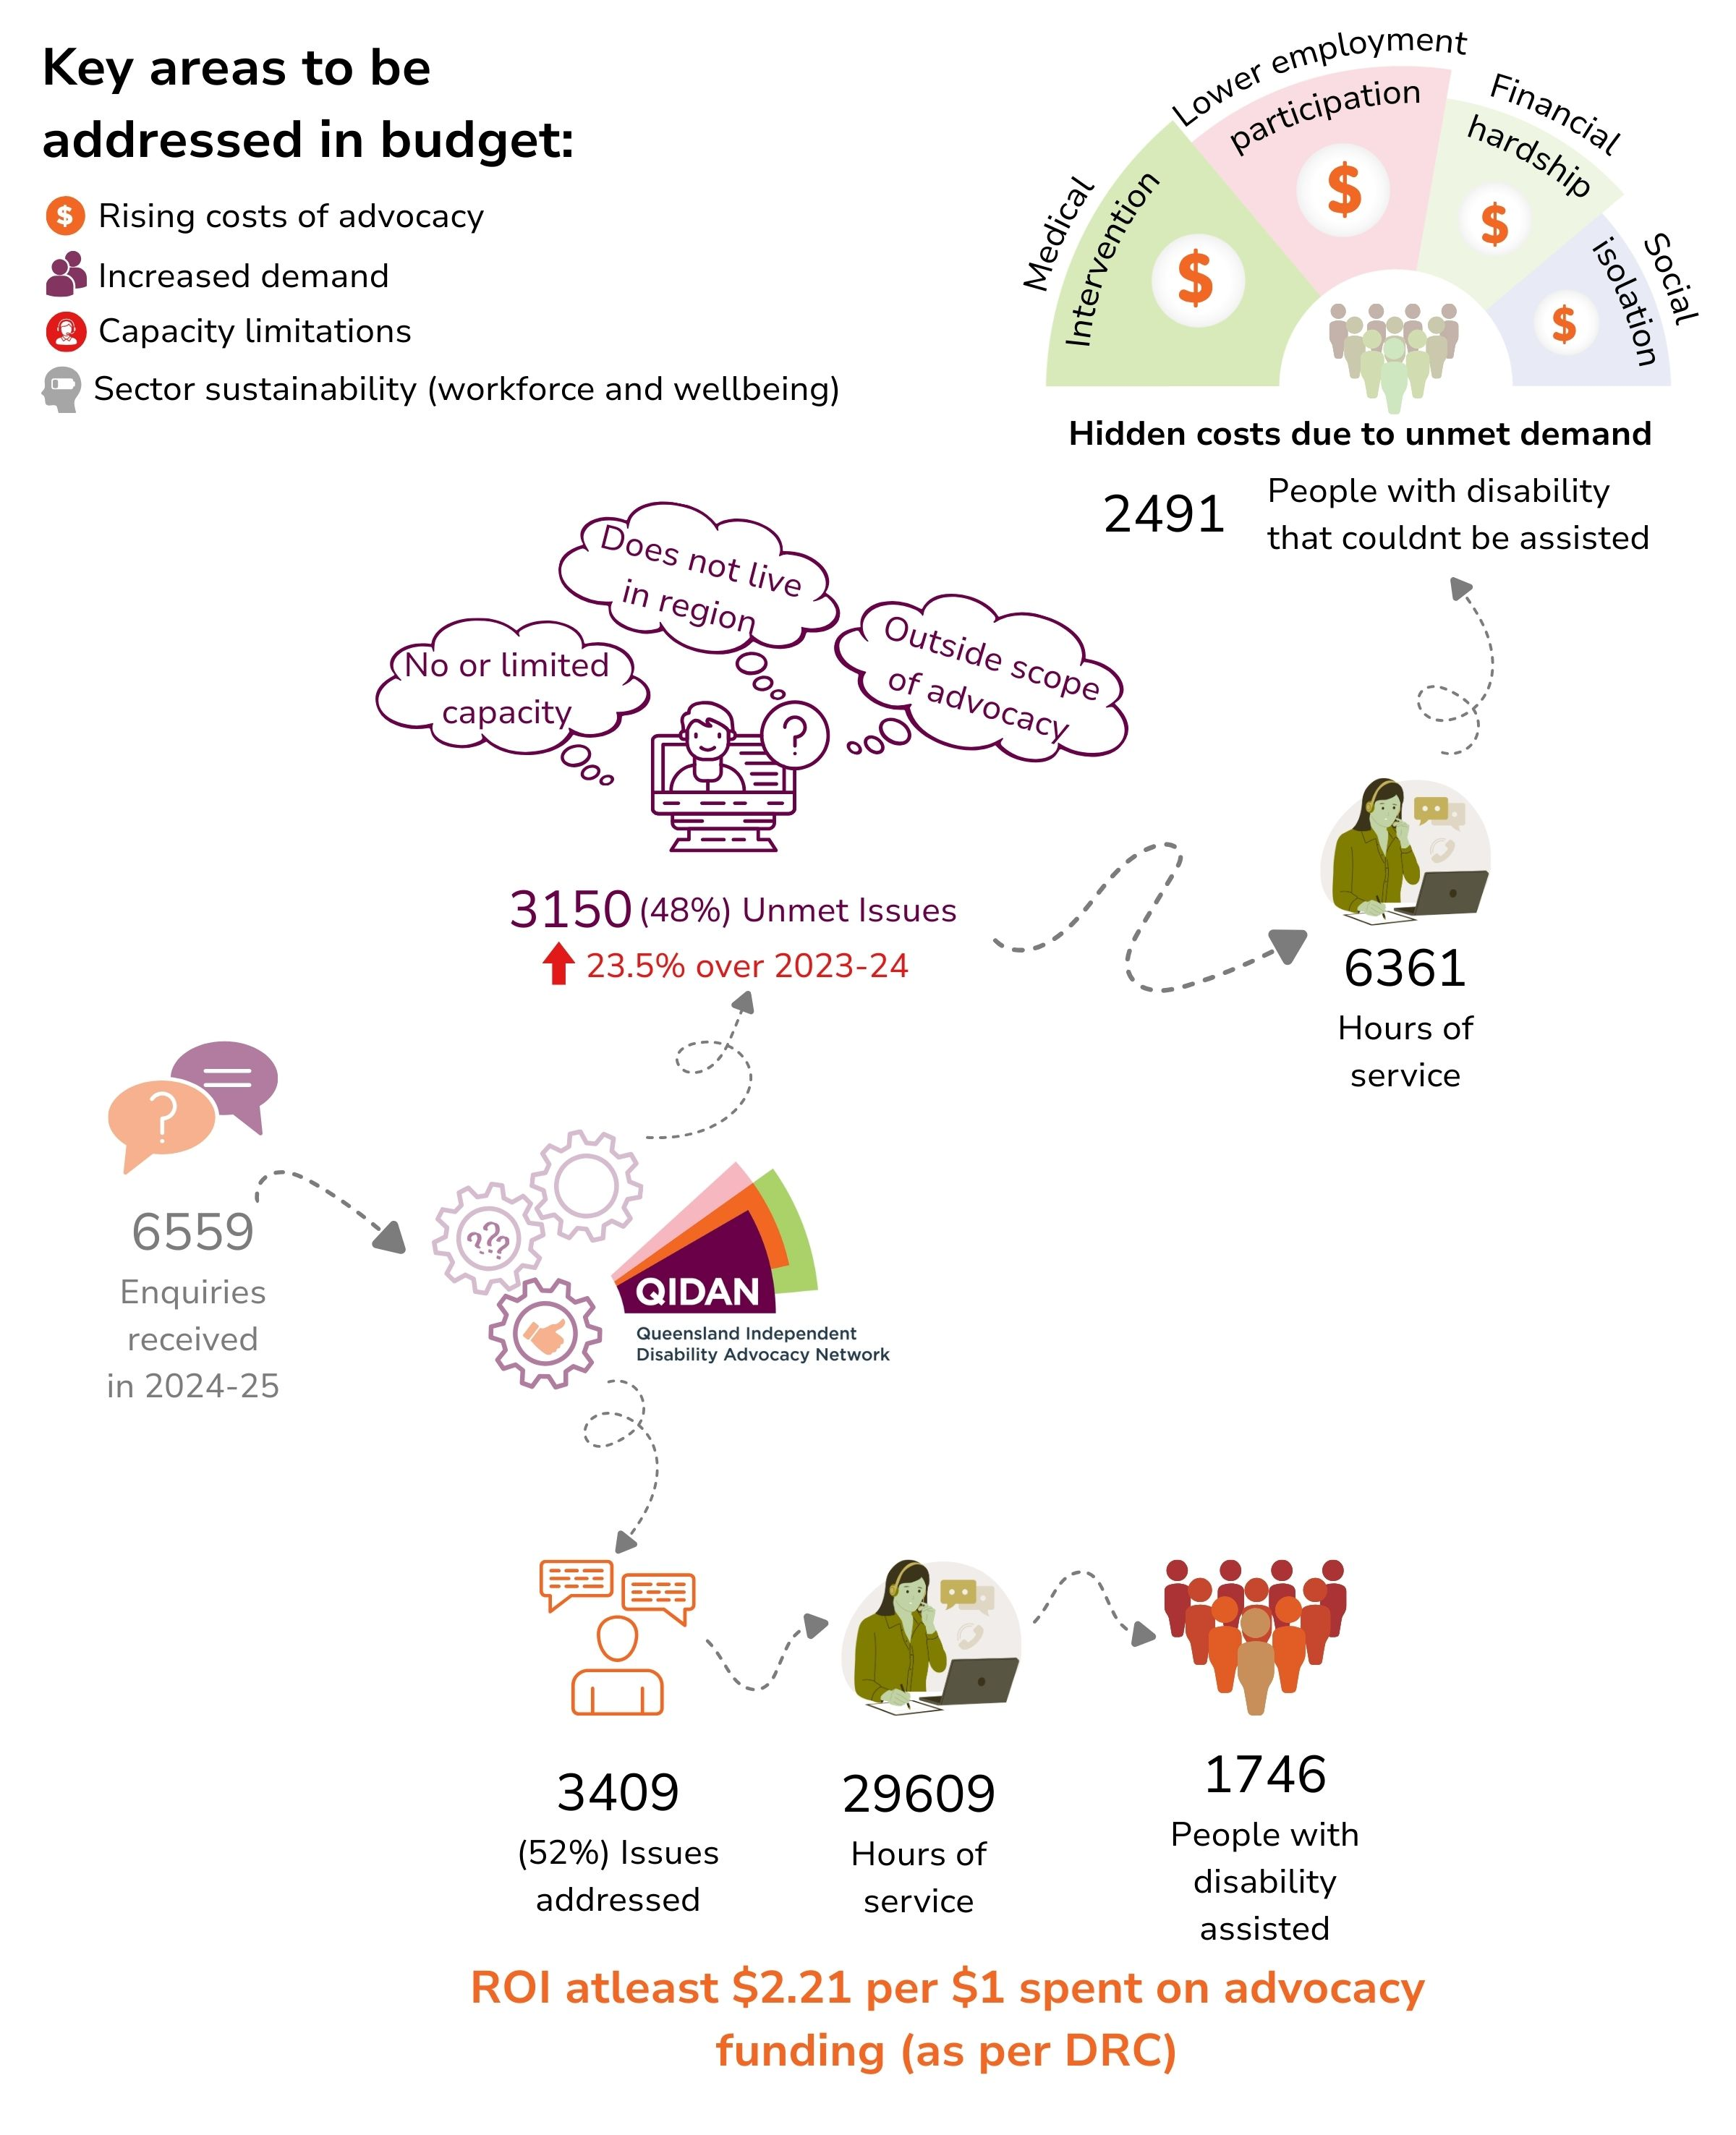 Key areas to be
addressed in budget:
$ Rising costs of advocacy
Increased demand
Capacity limitations
Sector sustainability (workforce and wellbeing)
Medical
Intervention
$
Lower employment
participation
$
Financial
hardship
$
Social
isolation
$
Hidden costs due to unmet demand
2491
People with disability
that couldnt be assisted
Does not live
in region
No or limited
capacity
Outside scope
of advocacy
?
3150 (48%) Unmet Issues
23.5% over 2023-24
6361
Hours of
service
?
6559
Enquiries
received
in 2024-25
???
QIDAN
Queensland Independent
Disability Advocacy Network
3409
(52%) Issues
addressed
29609
Hours of
service
1746
People with
disability
assisted
ROI atleast $2.21 per $1 spent on advocacy
funding (as per DRC)